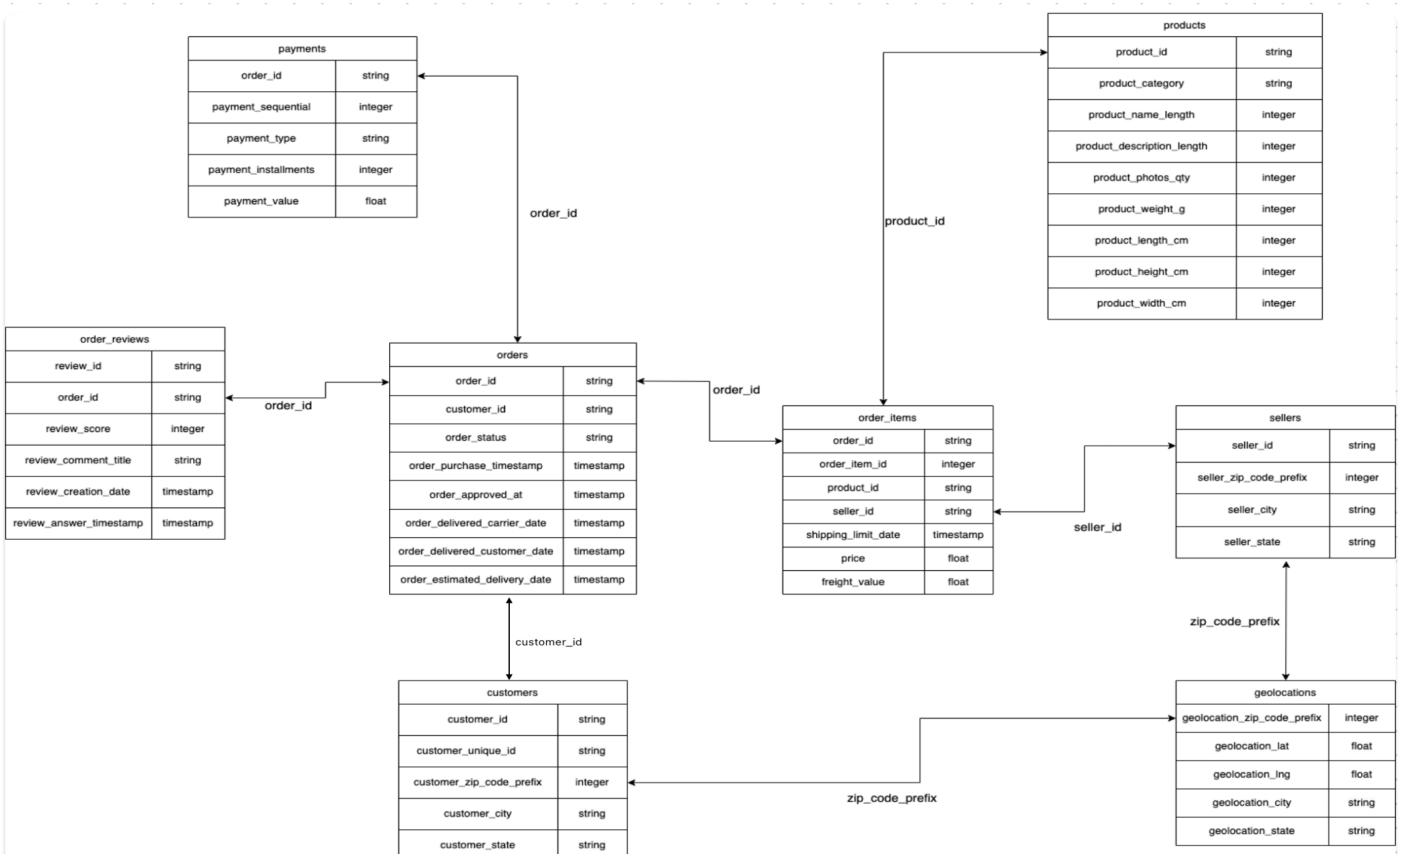 payments
order_id string
payment_sequential integer
payment_type string
payment_installments integer
payment_value float
products
product_id string
product_category string
product_name_length integer
product_description_length integer
product_photos_qty integer
product_weight_g integer
product_length_cm integer
product_height_cm integer
product_width_cm integer
order_id
product_id
order_reviews
review_id string
order_id string
review_score integer
review_comment_title string
review_creation_date timestamp
review_answer_timestamp timestamp
order_id
orders
order_id string
customer_id string
order_status string
order_purchase_timestamp timestamp
order_approved_at timestamp
order_delivered_carrier_date timestamp
order_delivered_customer_date timestamp
order_estimated_delivery_date timestamp
order_id
order_items
order_id string
order_item_id integer
product_id string
seller_id string
shipping_limit_date timestamp
price float
freight_value float
seller_id
sellers
seller_id string
seller_zip_code_prefix integer
seller_city string
seller_state string
zip_code_prefix
customer_id
customers
customer_id string
customer_unique_id string
customer_zip_code_prefix integer
customer_city string
customer_state string
zip_code_prefix
geolocations
geolocation_zip_code_prefix integer
geolocation_lat float
geolocation_lng float
geolocation_city string
geolocation_state string